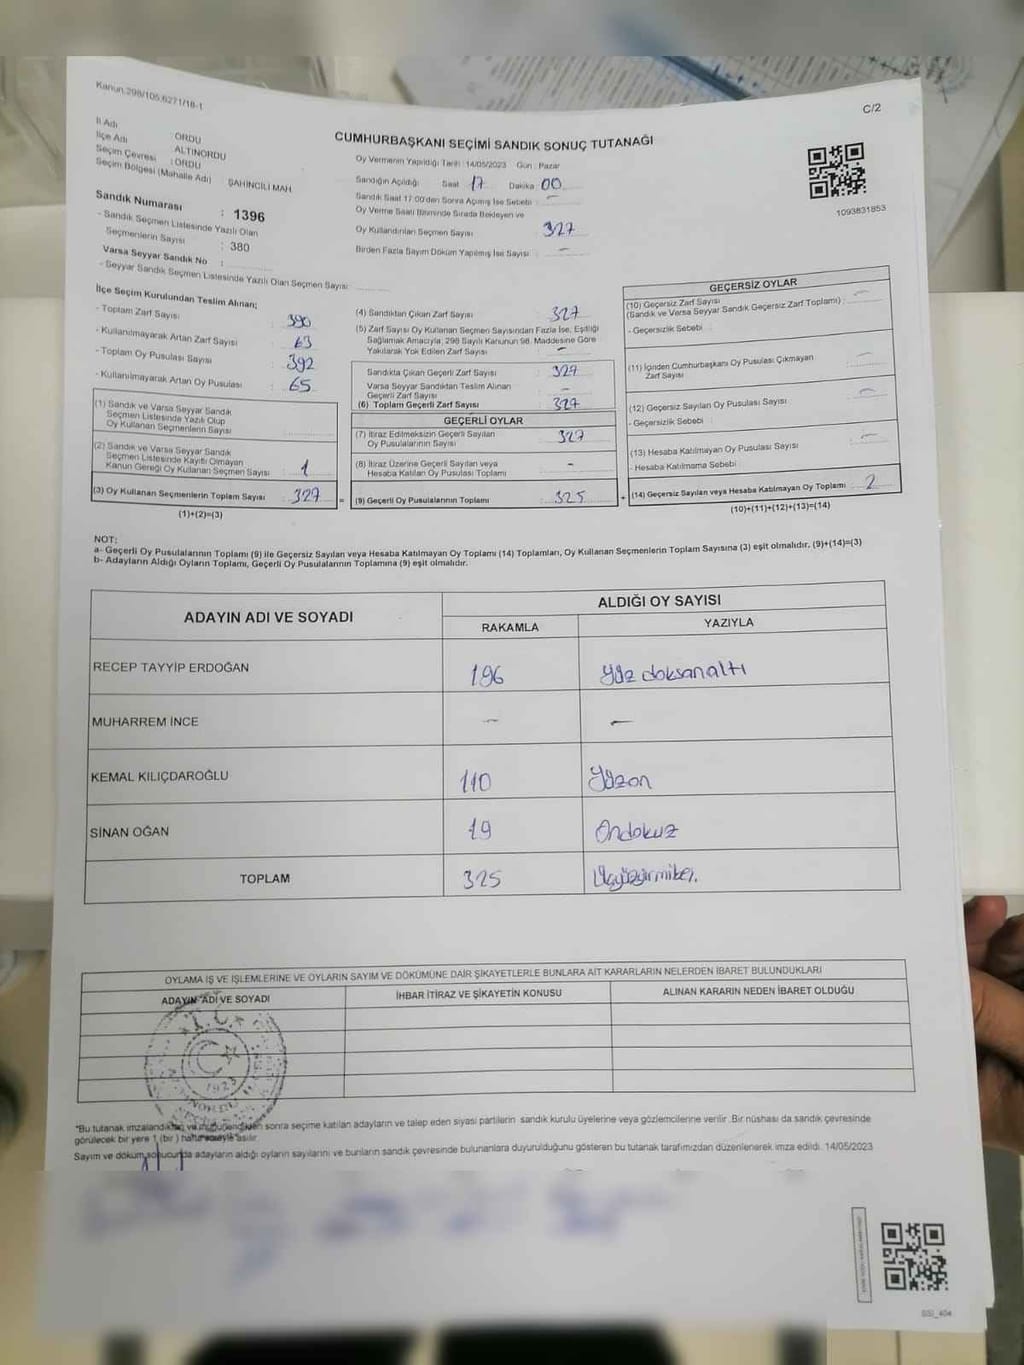 Kanun:298/105,6271/18-1
C/2
İl Adı : ORDU
İlçe Adı : ALTINORDU
Seçim Çevresi : ORDU
Seçim Bölgesi (Mahalle Adı) : ŞAHİNCİLİ MAH.
Sandık Numarası : 1396
- Sandık Seçmen Listesinde Yazılı Olan
Seçmenlerin Sayısı : 380
Varsa Seyyar Sandık No :
- Seyyar Sandık Seçmen Listesinde Yazılı Olan Seçmen Sayısı:
CUMHURBAŞKANI SEÇİMİ SANDIK SONUÇ TUTANAĞI
Oy Vermenin Yapıldığı Tarih : 14/05/2023 Gün : Pazar
Sandığın Açıldığı: Saat 17 Dakika 00
Sandık Saat 17:00'den Sonra Açılmış İse Sebebi : -
Oy Verme Saati Bitiminde Sırada Bekleyen ve
Oy Kullandırılan Seçmen Sayısı : 327
Birden Fazla Sayım Döküm Yapılmış İse Sayısı : -
1093831853
İlçe Seçim Kurulundan Teslim Alınan;
- Toplam Zarf Sayısı : 390
- Kullanılmayarak Artan Zarf Sayısı : 63
- Toplam Oy Pusulası Sayısı : 392
- Kullanılmayarak Artan Oy Pusulası : 65
(1) Sandık ve Varsa Seyyar Sandık
Seçmen Listesinde Yazılı Olup
Oy Kullanan Seçmenlerin Sayısı :
(2) Sandık ve Varsa Seyyar Sandık
Seçmen Listesinde Kayıtlı Olmayan
Kanun Gereği Oy Kullanan Seçmen Sayısı : 1
(3) Oy Kullanan Seçmenlerin Toplam Sayısı : 327
(1)+(2)=(3)
=
(4) Sandıktan Çıkan Zarf Sayısı : 327
(5) Zarf Sayısı Oy Kullanan Seçmen Sayısından Fazla İse, Eşitliği
Sağlamak Amacıyla; 298 Sayılı Kanunun 98. Maddesine Göre
Yakılarak Yok Edilen Zarf Sayısı : -
Sandıkta Çıkan Geçerli Zarf Sayısı : 327
Varsa Seyyar Sandıktan Teslim Alınan
Geçerli Zarf Sayısı : -
(6) Toplam Geçerli Zarf Sayısı : 327
GEÇERLİ OYLAR
(7) İtiraz Edilmeksizin Geçerli Sayılan
Oy Pusulalarının Sayısı : 327
(8) İtiraz Üzerine Geçerli Sayılan veya
Hesaba Katılan Oy Pusulası Toplamı : -
(9) Geçerli Oy Pusulalarının Toplamı : 325
+
GEÇERSİZ OYLAR
(10) Geçersiz Zarf Sayısı
(Sandık ve Varsa Seyyar Sandık Geçersiz Zarf Toplamı) : -
- Geçersizlik Sebebi :
(11) İçinden Cumhurbaşkanı Oy Pusulası Çıkmayan
Zarf Sayısı : -
(12) Geçersiz Sayılan Oy Pusulası Sayısı : -
- Geçersizlik Sebebi :
(13) Hesaba Katılmayan Oy Pusulası Sayısı : -
- Hesaba Katılmama Sebebi :
(14) Geçersiz Sayılan veya Hesaba Katılmayan Oy Toplamı : 2
(10)+(11)+(12)+(13)=(14)
NOT:
a- Geçerli Oy Pusulalarının Toplamı (9) ile Geçersiz Sayılan veya Hesaba Katılmayan Oy Toplamı (14) Toplamları, Oy Kullanan Seçmenlerin Toplam Sayısına (3) eşit olmalıdır. (9)+(14)=(3)
b- Adayların Aldığı Oyların Toplamı, Geçerli Oy Pusulalarının Toplamına (9) eşit olmalıdır.
ADAYIN ADI VE SOYADI
ALDIĞI OY SAYISI
RAKAMLA YAZIYLA
RECEP TAYYİP ERDOĞAN 196 Yüz doksanaltı
MUHARREM İNCE - -
KEMAL KILIÇDAROĞLU 110 Yüzon
SİNAN OĞAN 19 Ondokuz
TOPLAM 325 Üçyüzyirmibeş
OYLAMA İŞ VE İŞLEMLERİNE VE OYLARIN SAYIM VE DÖKÜMÜNE DAİR ŞİKAYETLERLE BUNLARA AİT KARARLARIN NELERDEN İBARET BULUNDUKLARI
ADAYIN ADI VE SOYADI İHBAR İTİRAZ VE ŞİKAYETİN KONUSU ALINAN KARARIN NEDEN İBARET OLDUĞU
T.C.
1923
*Bu tutanak imzalandıktan ve mühürlendikten sonra seçime katılan adayların ve talep eden siyasi partilerin sandık kurulu üyelerine veya gözlemcilerine verilir. Bir nüshası da sandık çevresinde
görülecek bir yere 1 (bir ) hafta süreyle asılır.
Sayım ve döküm sonucunda adayların aldığı oyların sayılarını ve bunların sandık çevresinde bulunanlara duyurulduğunu gösteren bu tutanak tarafımızdan düzenlenerek imza edildi. 14/05/2023